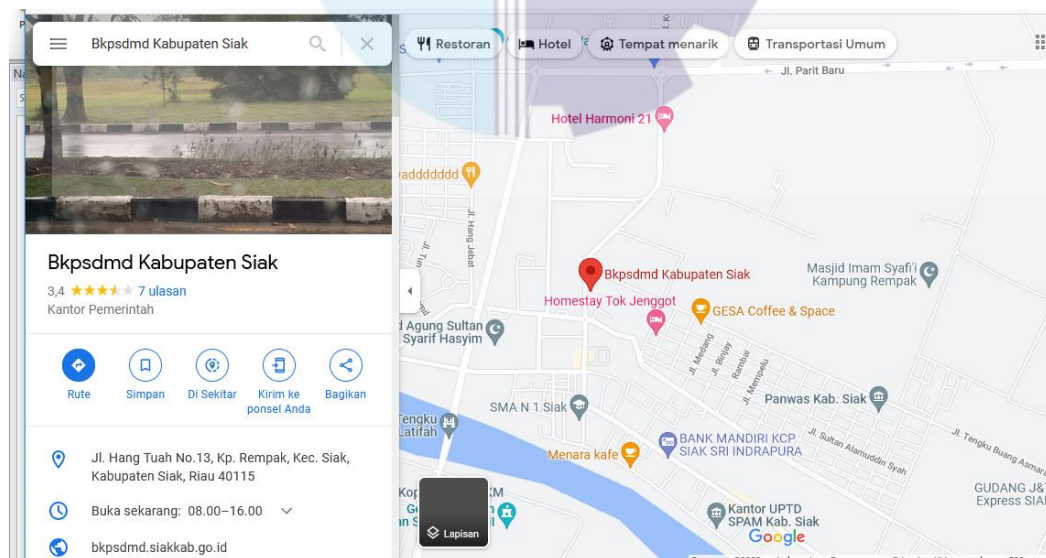 Bkpsdmd Kabupaten Siak
Restoran
Hotel
Tempat menarik
Transportasi Umum
Bkpsdmd Kabupaten Siak
3,4
7 ulasan
Kantor Pemerintah
Rute
Simpan
Di Sekitar
Kirim ke
ponsel Anda
Bagikan
Jl. Hang Tuah No.13, Kp. Rempak, Kec. Siak,
Kabupaten Siak, Riau 40115
Buka sekarang: 08.00–16.00
bkpsdmd.siakkab.go.id
Jl. Parit Baru
Hotel Harmoni 21
Jl. Hang Jebat
Bkpsdmd Kabupaten Siak
Masjid Imam Syafi'i
Kampung Rempak
Homestay Tok Jenggot
GESA Coffee & Space
Agung Sultan
Syarif Hasyim
Jl. Medang
Jl. Binjay
Rambai
Jl. Mempelu
Panwas Kab. Siak
SMA N 1 Siak
Tengku
Latifah
Jl. Sultan Alamuddin Syah
Jl. Tengku Buang Asmara
BANK MANDIRI KCP
SIAK SRI INDRAPURA
Menara kafe
GUDANG J&T
Express SIA
Kantor UPTD
SPAM Kab. Siak
Lapisan
Google